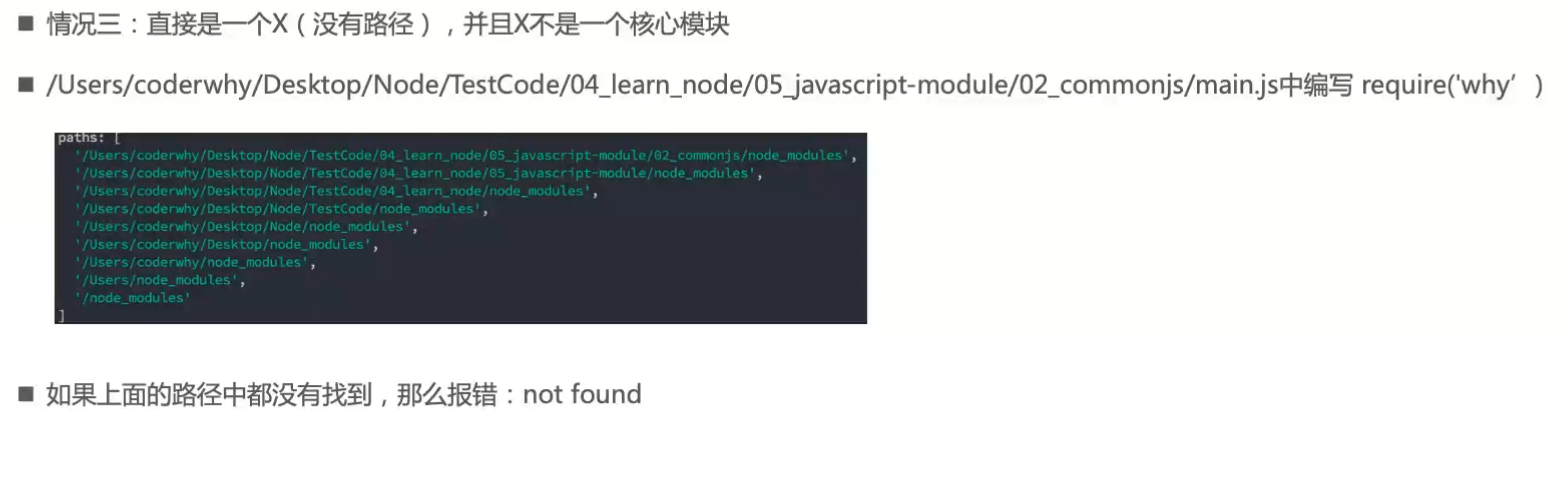 ■ 情况三：直接是一个X（没有路径），并且X不是一个核心模块
■ /Users/coderwhy/Desktop/Node/TestCode/04_learn_node/05_javascript-module/02_commonjs/main.js中编写 require('why’)
paths: [
'/Users/coderwhy/Desktop/Node/TestCode/04_learn_node/05_javascript-module/02_commonjs/node_modules',
'/Users/coderwhy/Desktop/Node/TestCode/04_learn_node/05_javascript-module/node_modules',
'/Users/coderwhy/Desktop/Node/TestCode/04_learn_node/node_modules',
'/Users/coderwhy/Desktop/Node/TestCode/node_modules',
'/Users/coderwhy/Desktop/Node/node_modules',
'/Users/coderwhy/Desktop/node_modules',
'/Users/coderwhy/node_modules',
'/Users/node_modules',
'/node_modules'
]
■ 如果上面的路径中都没有找到，那么报错：not found